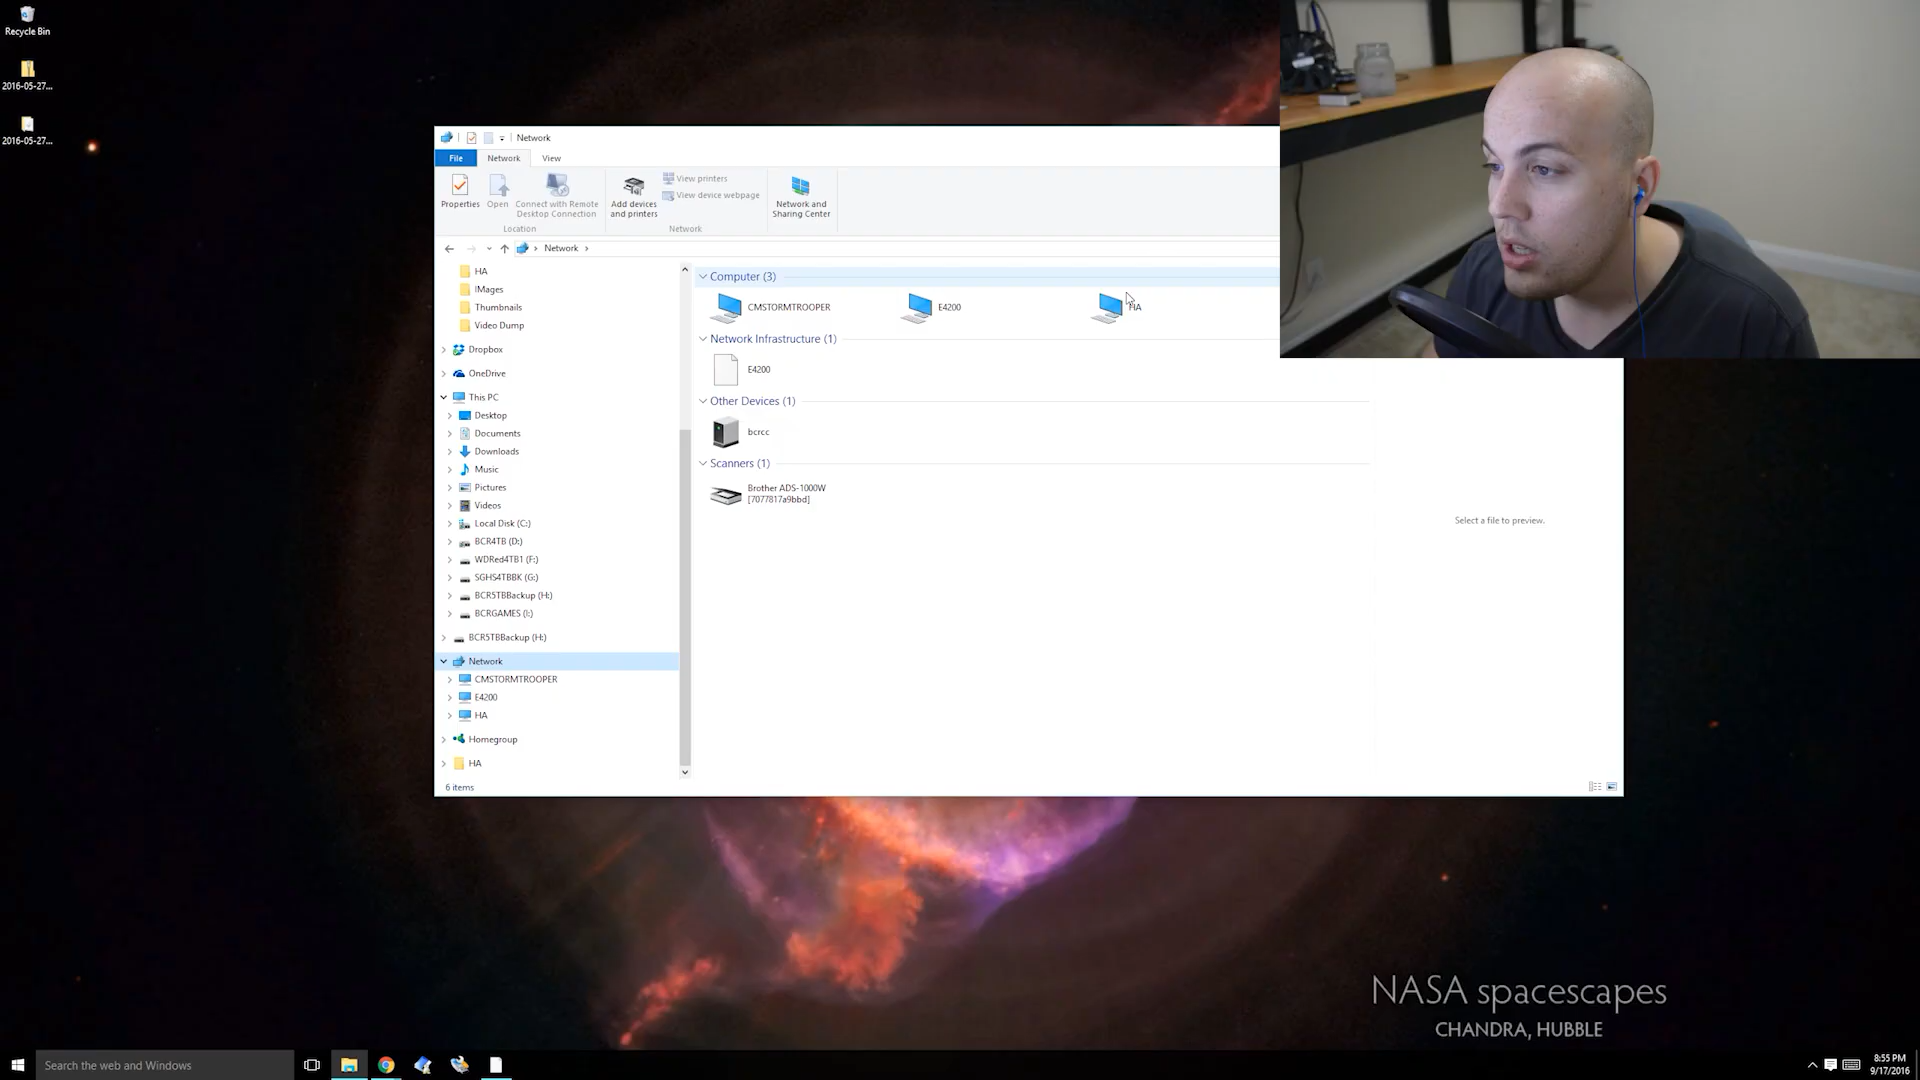 Recycle Bin
2016-05-27...
2016-05-27...
Network
File
Network
View
Properties
Open
Connect with Remote
Desktop Connection
Location
Add devices
and printers
View printers
View device webpage
Network
Network and
Sharing Center
Network
HA
IMages
Thumbnails
Video Dump
Dropbox
OneDrive
This PC
Desktop
Documents
Downloads
Music
Pictures
Videos
Local Disk (C:)
BCR4TB (D:)
WDRed4TB1 (F:)
SGHS4TBBK (G:)
BCR5TBBackup (H:)
BCRGAMES (I:)
BCR5TBBackup (H:)
Network
CMSTORMTROOPER
E4200
HA
Homegroup
HA
6 items
Computer (3)
CMSTORMTROOPER
E4200
HA
Network Infrastructure (1)
E4200
Other Devices (1)
bcrcc
Scanners (1)
Brother ADS-1000W
[7077817a9bbd]
Select a file to preview.
NASA spacescapes
CHANDRA, HUBBLE
Search the web and Windows
8:55 PM
9/17/2016